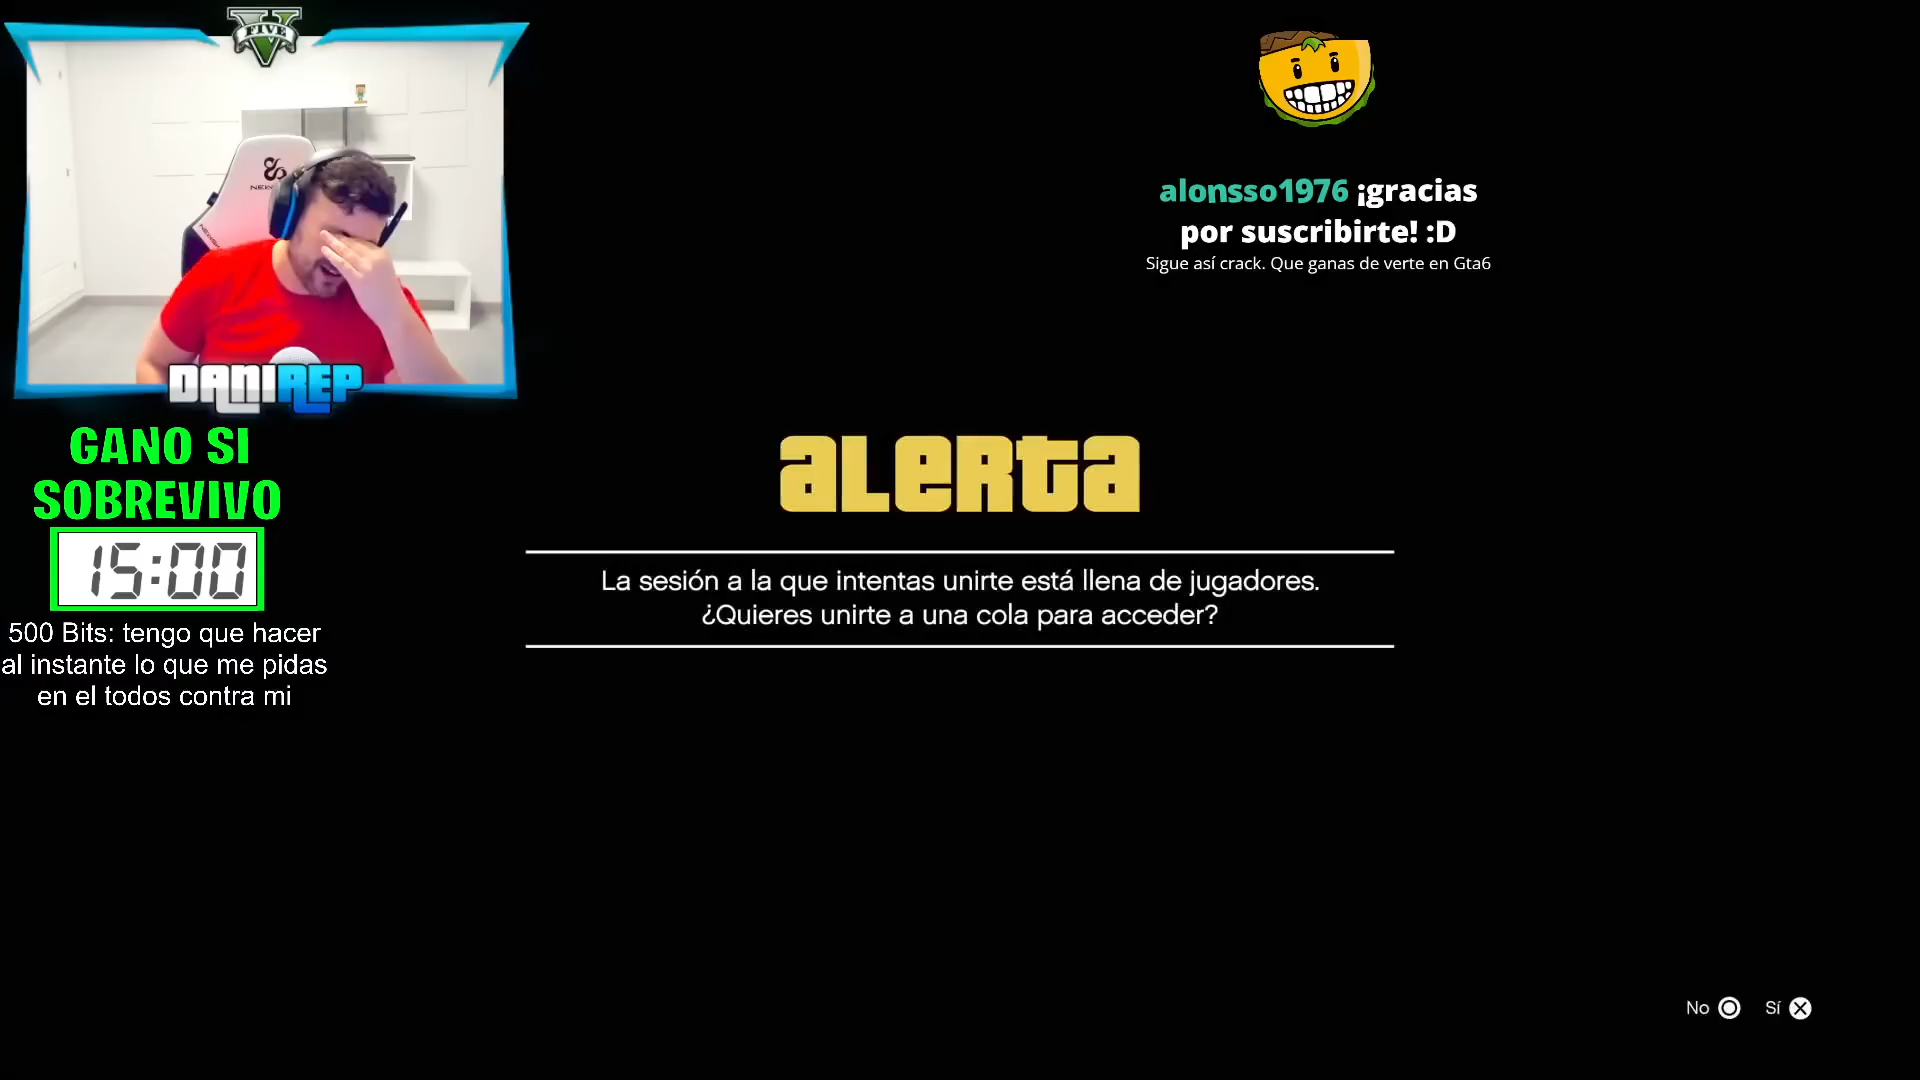 FIVE
NEW
DANIREP
GANO SI
SOBREVIVO
15:00
500 Bits: tengo que hacer
al instante lo que me pidas
en el todos contra mi
alonsso1976 ¡gracias
por suscribirte! :D
Sigue así crack. Que ganas de verte en Gta6
alerta
La sesión a la que intentas unirte está llena de jugadores.
¿Quieres unirte a una cola para acceder?
No Sí